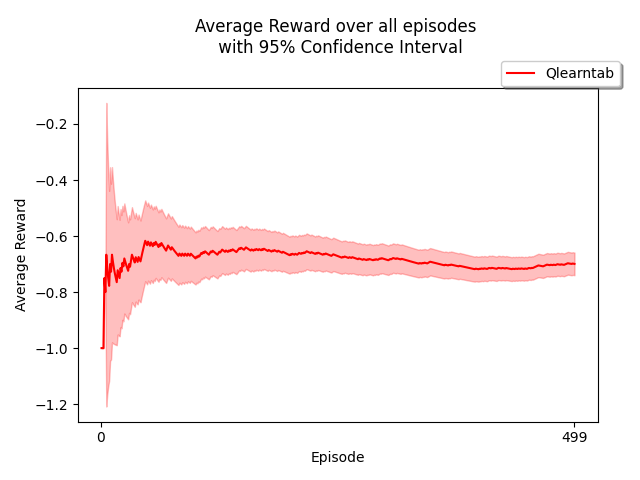 Average Reward over all episodes
with 95% Confidence Interval
Qlearntab
−0.2
−0.4
−0.6
−0.8
−1.0
−1.2
Average Reward
0
499
Episode